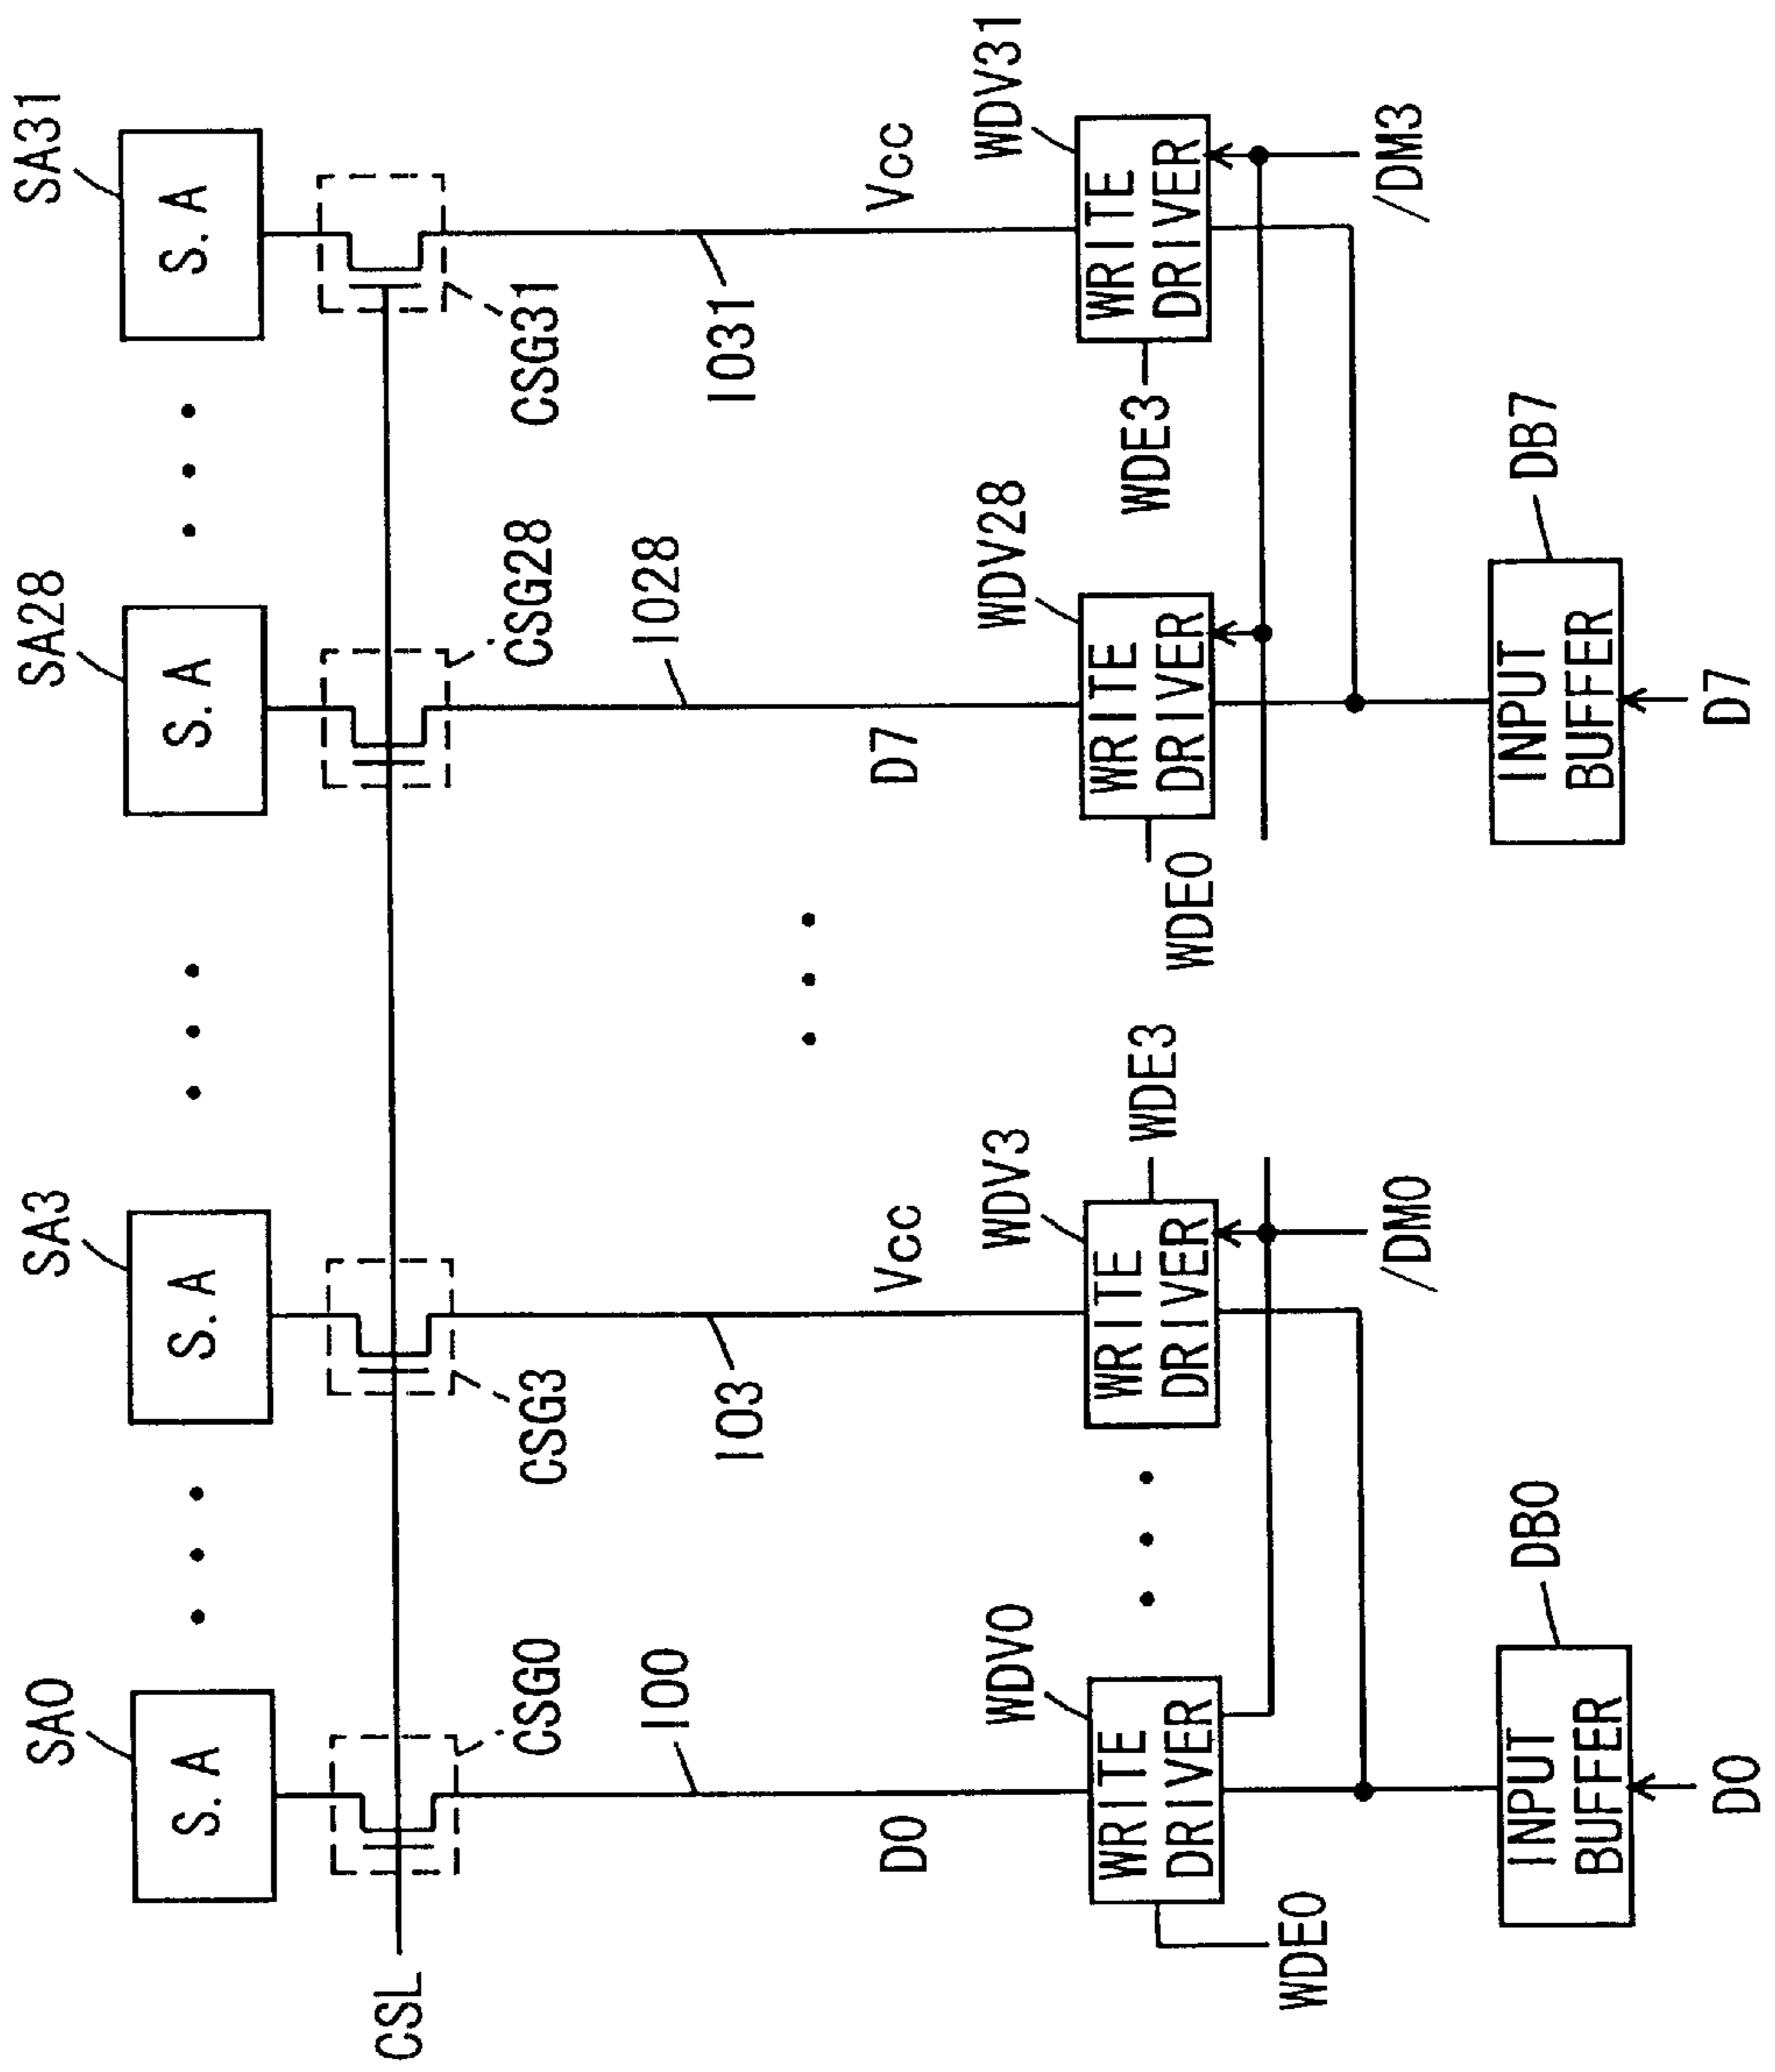 SA0
SA3
SA28
SA31
S. A
S. A
S. A
S. A
CSL
CSG0
CSG3
CSG28
CSG31
IO0
IO3
IO28
IO31
D0
Vcc
D7
Vcc
WDV0
WDV3
WDV28
WDV31
WRITE
DRIVER
WRITE
DRIVER
WRITE
DRIVER
WRITE
DRIVER
WDE0
WDE3
WDE0
WDE3
/DM0
/DM3
DB0
DB7
INPUT
BUFFER
INPUT
BUFFER
D0
D7